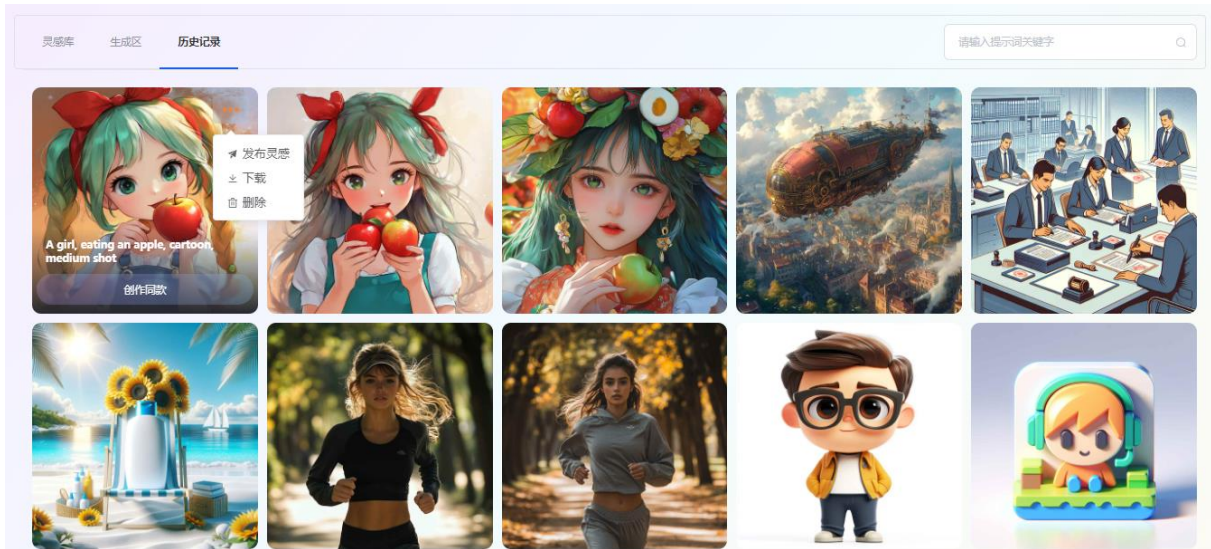 灵感库
生成区
历史记录
请输入提示词关键字
发布灵感
下载
删除
A girl, eating an apple, cartoon,
medium shot
创作同款